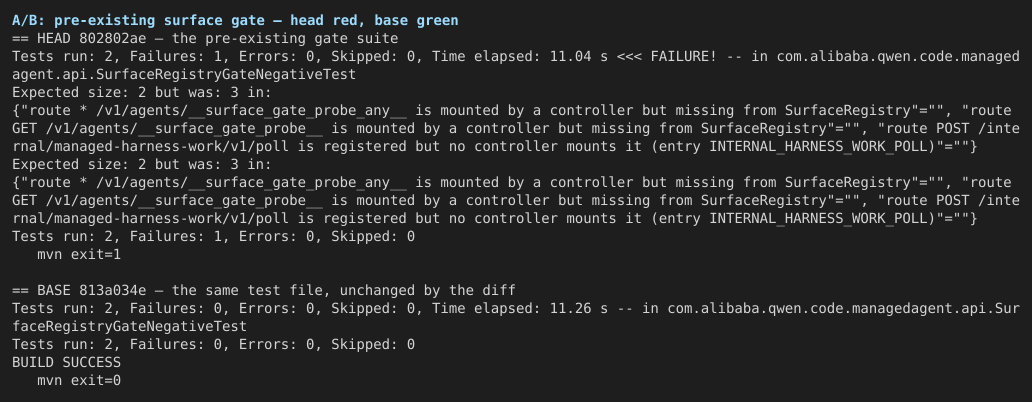 A/B: pre-existing surface gate — head red, base green
== HEAD 802802ae — the pre-existing gate suite
Tests run: 2, Failures: 1, Errors: 0, Skipped: 0, Time elapsed: 11.04 s <<< FAILURE! -- in com.alibaba.qwen.code.managed
agent.api.SurfaceRegistryGateNegativeTest
Expected size: 2 but was: 3 in:
{"route * /v1/agents/__surface_gate_probe_any__ is mounted by a controller but missing from SurfaceRegistry"="", "route
GET /v1/agents/__surface_gate_probe__ is mounted by a controller but missing from SurfaceRegistry"="", "route POST /inte
rnal/managed-harness-work/v1/poll is registered but no controller mounts it (entry INTERNAL_HARNESS_WORK_POLL)"=""}
Expected size: 2 but was: 3 in:
{"route * /v1/agents/__surface_gate_probe_any__ is mounted by a controller but missing from SurfaceRegistry"="", "route
GET /v1/agents/__surface_gate_probe__ is mounted by a controller but missing from SurfaceRegistry"="", "route POST /inte
rnal/managed-harness-work/v1/poll is registered but no controller mounts it (entry INTERNAL_HARNESS_WORK_POLL)"=""}
Tests run: 2, Failures: 1, Errors: 0, Skipped: 0
mvn exit=1
== BASE 813a034e — the same test file, unchanged by the diff
Tests run: 2, Failures: 0, Errors: 0, Skipped: 0, Time elapsed: 11.26 s -- in com.alibaba.qwen.code.managedagent.api.Sur
faceRegistryGateNegativeTest
Tests run: 2, Failures: 0, Errors: 0, Skipped: 0
BUILD SUCCESS
mvn exit=0